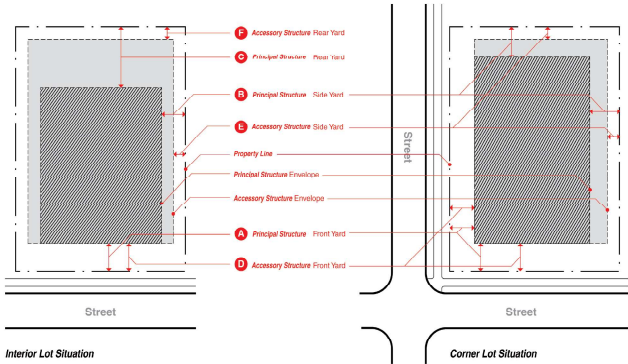 F Accessory Structure Rear Yard
C Principal Structure Rear Yard
B Principal Structure Side Yard
E Accessory Structure Side Yard
Property Line
Principal Structure Envelope
Accessory Structure Envelope
A Principal Structure Front Yard
D Accessory Structure Front Yard
Street
Street
Street
Interior Lot Situation
Corner Lot Situation